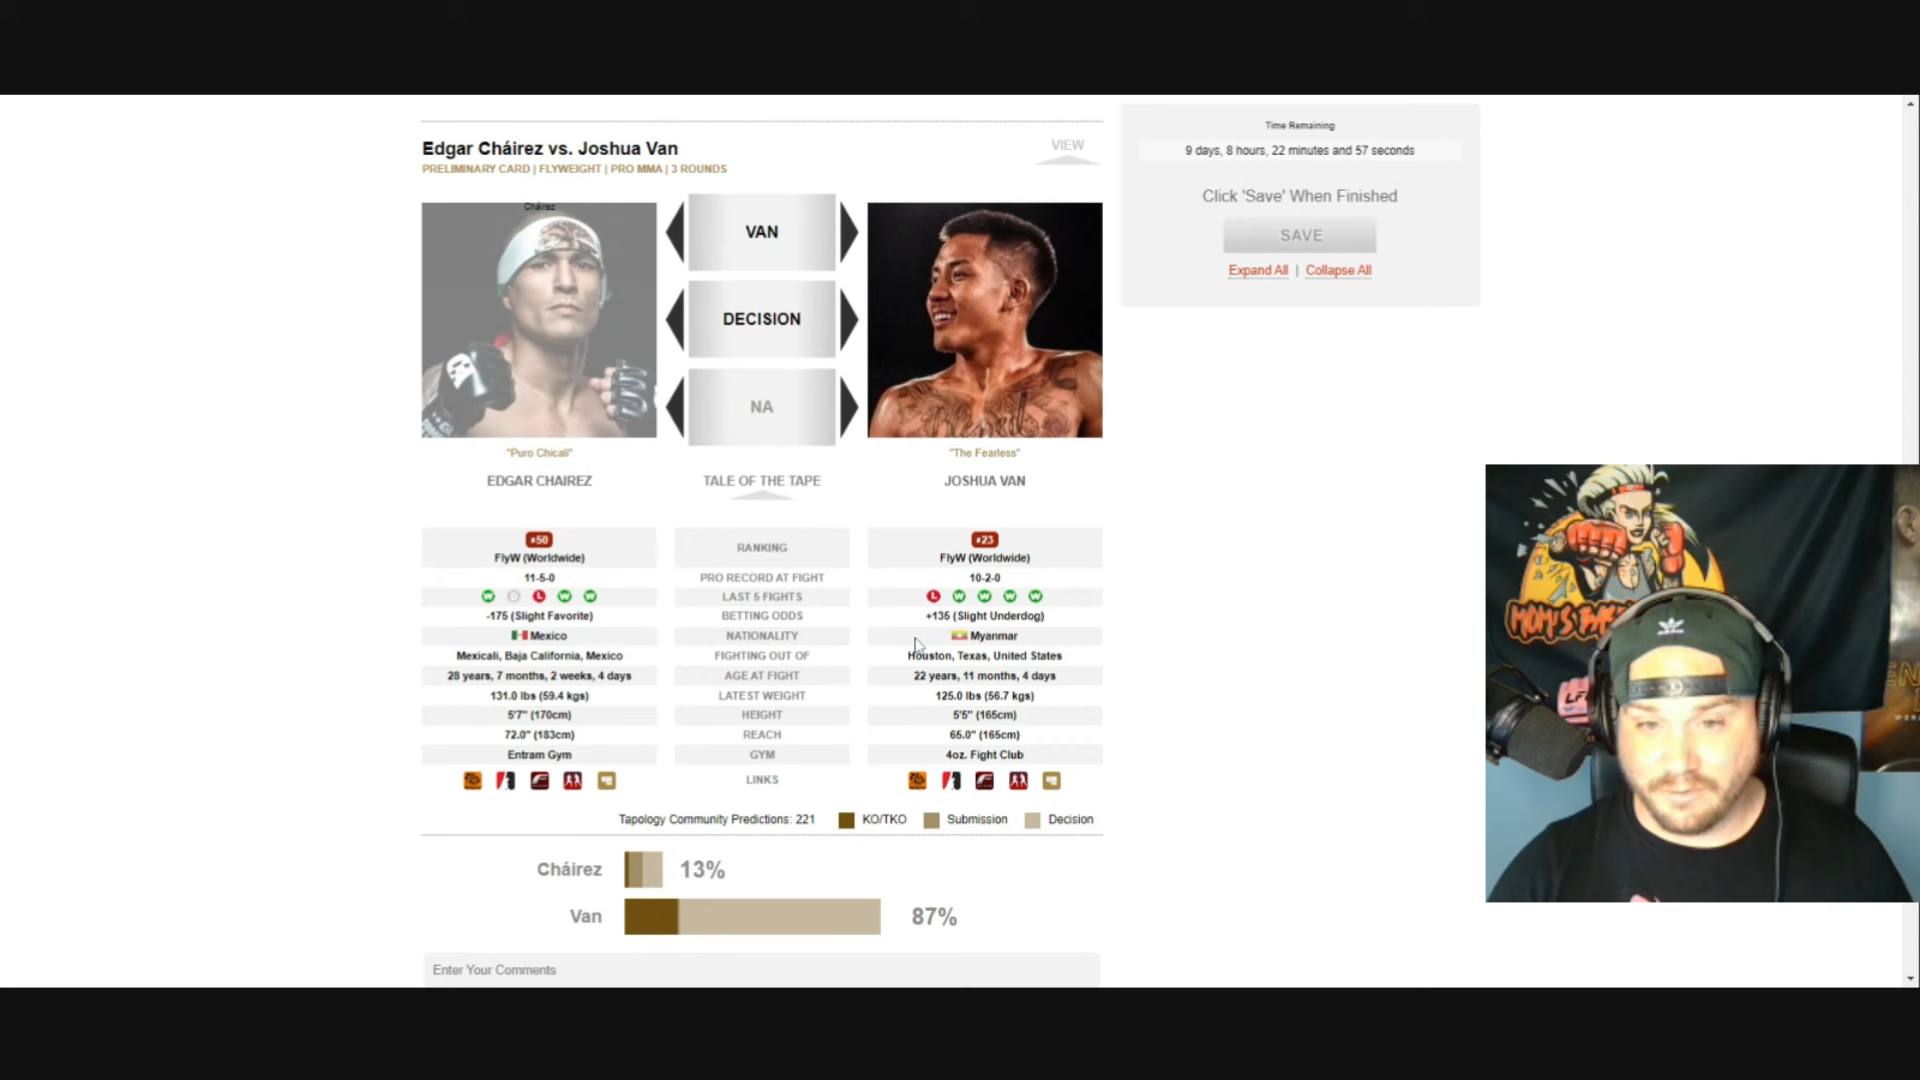 Edgar Cháirez vs. Joshua Van
VIEW
PRELIMINARY CARD | FLYWEIGHT | PRO MMA | 3 ROUNDS
Cháirez
VAN
DECISION
NA
"Puro Chicali"
"The Fearless"
EDGAR CHAIREZ
TALE OF THE TAPE
JOSHUA VAN
#50
FlyW (Worldwide)
RANKING
#23
FlyW (Worldwide)
11-5-0
PRO RECORD AT FIGHT
10-2-0
W D L W W
LAST 5 FIGHTS
L W W W W
-175 (Slight Favorite)
BETTING ODDS
+135 (Slight Underdog)
Mexico
NATIONALITY
Myanmar
Mexicali, Baja California, Mexico
FIGHTING OUT OF
Houston, Texas, United States
28 years, 7 months, 2 weeks, 4 days
AGE AT FIGHT
22 years, 11 months, 4 days
131.0 lbs (59.4 kgs)
LATEST WEIGHT
125.0 lbs (56.7 kgs)
5'7" (170cm)
HEIGHT
5'5" (165cm)
72.0" (183cm)
REACH
65.0" (165cm)
Entram Gym
GYM
4oz. Fight Club
LINKS
Tapology Community Predictions: 221
KO/TKO
Submission
Decision
Cháirez
13%
Van
87%
Enter Your Comments
Time Remaining
9 days, 8 hours, 22 minutes and 57 seconds
Click 'Save' When Finished
SAVE
Expand All | Collapse All
MOM'S